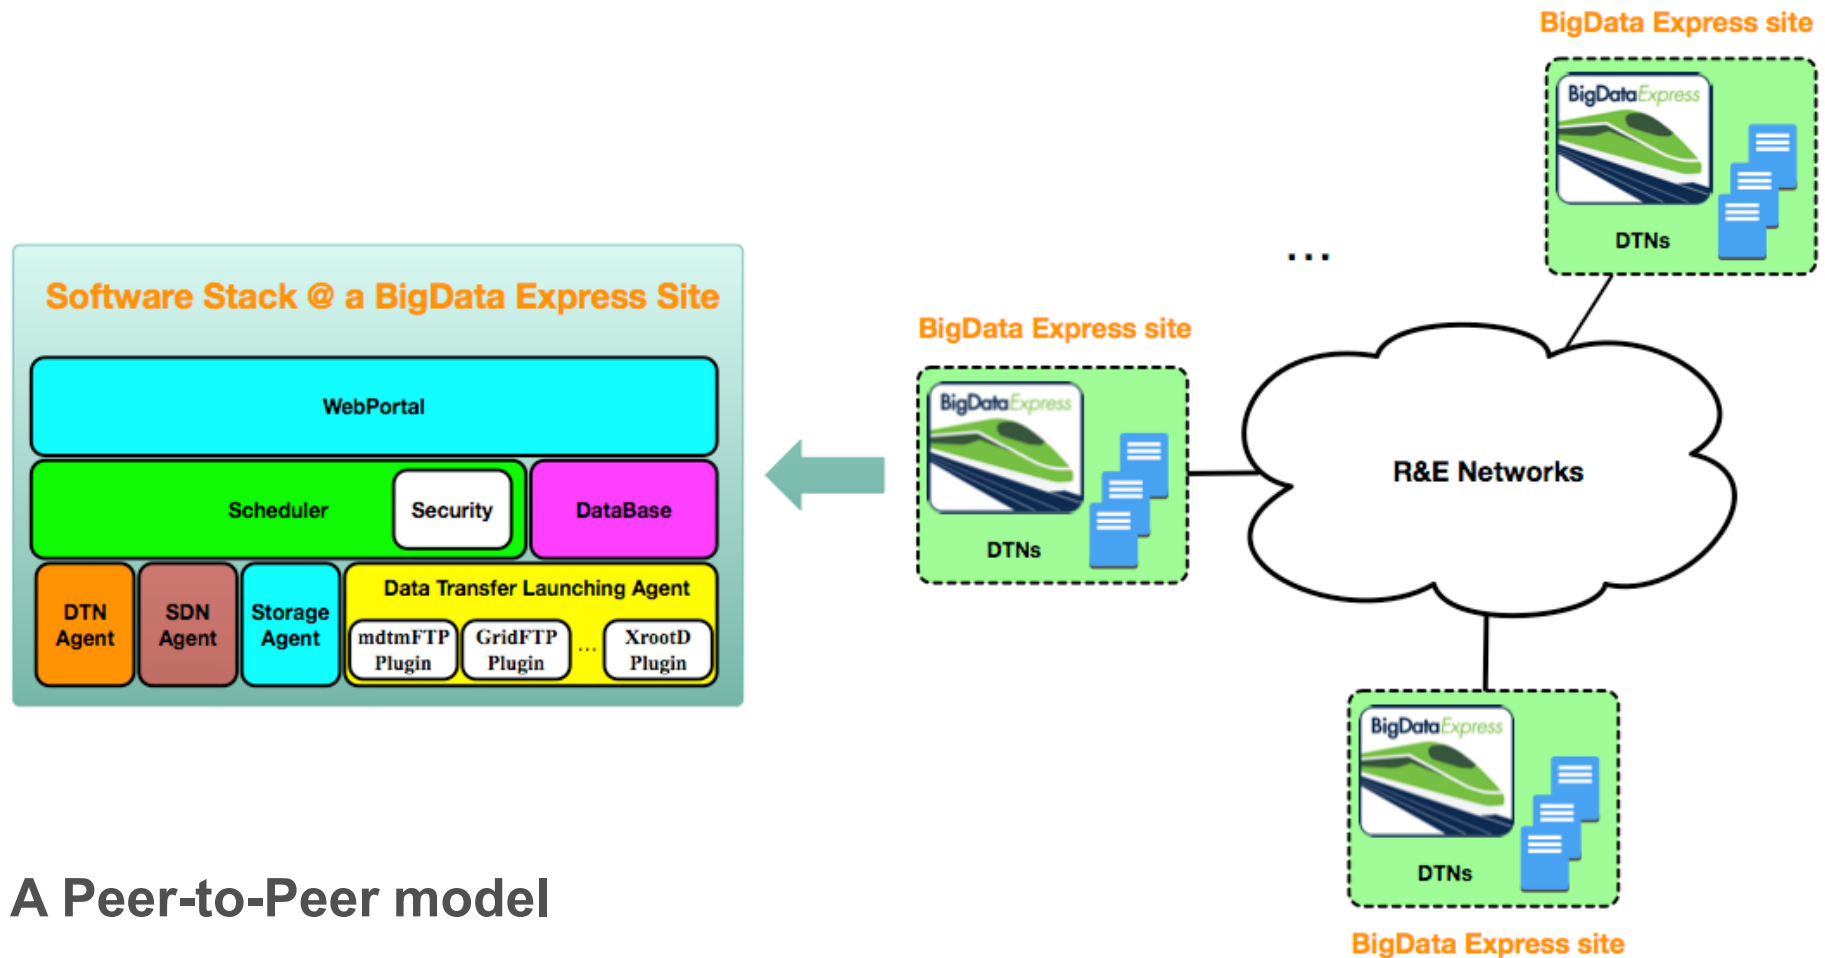 BigData Express site
BigDataExpress
DTNs
...
Software Stack @ a BigData Express Site
WebPortal
Scheduler
Security
DataBase
DTN
Agent
SDN
Agent
Storage
Agent
Data Transfer Launching Agent
mdtmFTP
Plugin
GridFTP
Plugin
...
XrootD
Plugin
BigData Express site
BigDataExpress
DTNs
R&E Networks
BigDataExpress
DTNs
BigData Express site
A Peer-to-Peer model